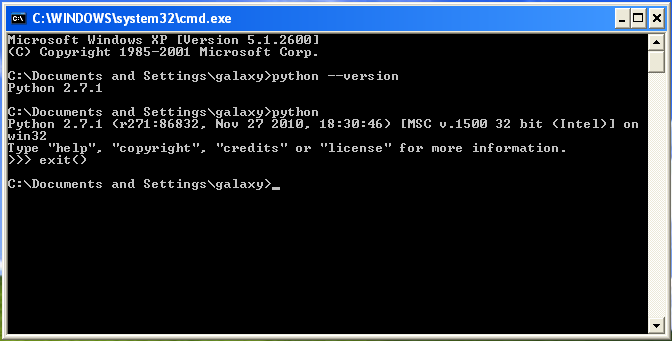 C:\WINDOWS\system32\cmd.exe
Microsoft Windows XP [Version 5.1.2600]
(C) Copyright 1985-2001 Microsoft Corp.
C:\Documents and Settings\galaxy>python --version
Python 2.7.1
C:\Documents and Settings\galaxy>python
Python 2.7.1 (r271:86832, Nov 27 2010, 18:30:46) [MSC v.1500 32 bit (Intel)] on
win32
Type "help", "copyright", "credits" or "license" for more information.
>>> exit()
C:\Documents and Settings\galaxy>_